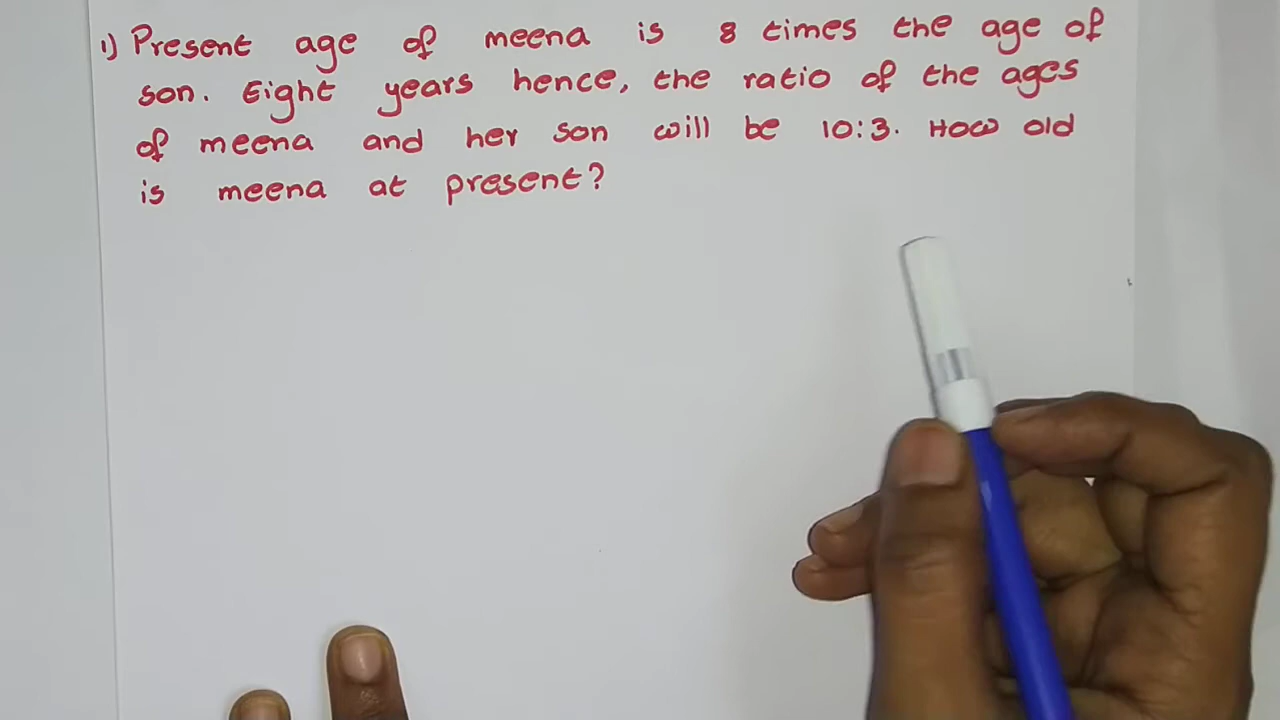 1) Present age of meena is 8 times the age of
son. Eight years hence, the ratio of the ages
of meena and her son will be 10:3. How old
is meena at present?